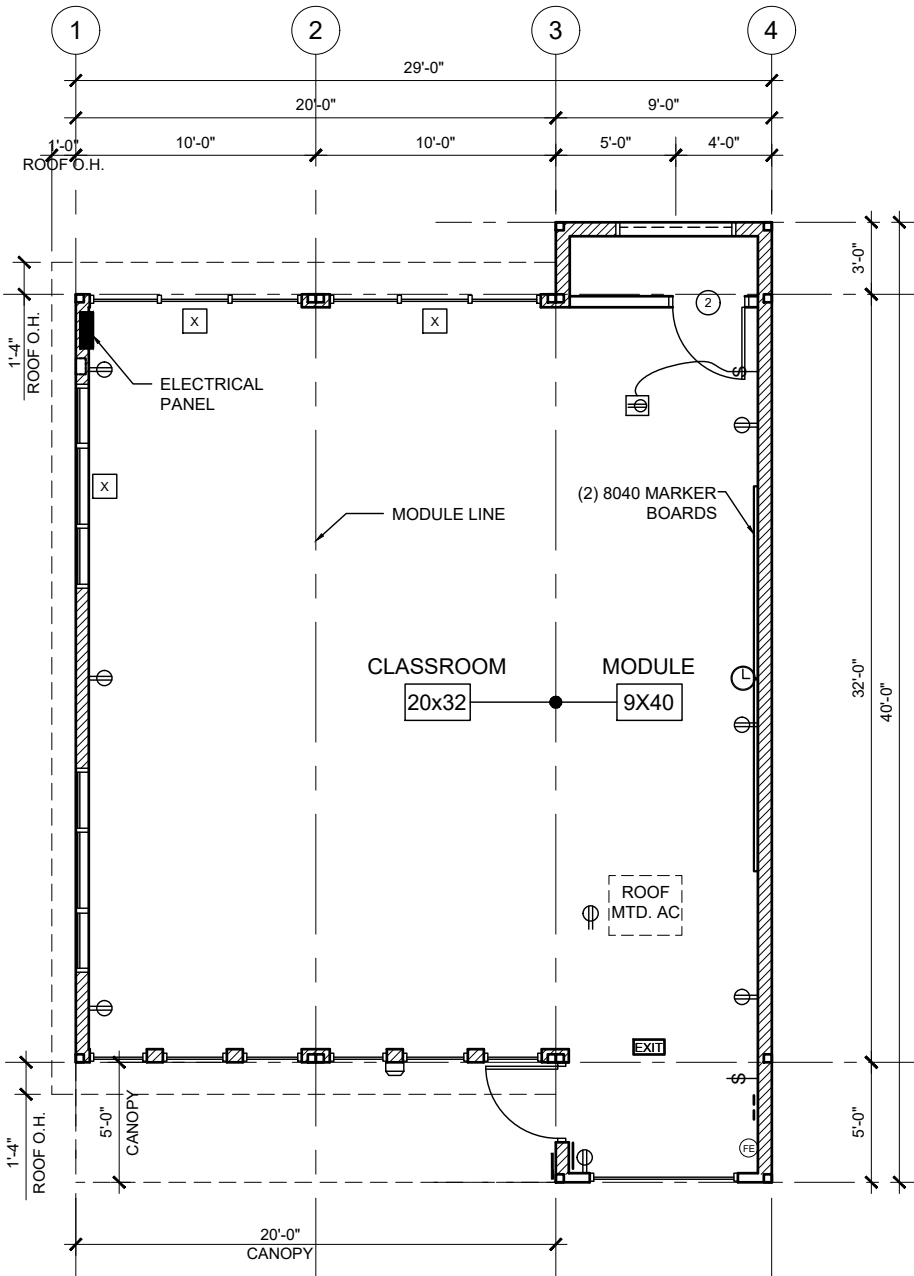 1
2
3
4
29'-0"
20'-0"
9'-0"
1'-0"
ROOF O.H.
10'-0"
10'-0"
5'-0"
4'-0"
3'-0"
1'-4"
ROOF O.H.
X
X
2
S
ELECTRICAL
PANEL
X
MODULE LINE
(2) 8040 MARKER
BOARDS
CLASSROOM
20x32
MODULE
9X40
32'-0"
40'-0"
ROOF
MTD. AC
EXIT
S
FE
1'-4"
ROOF O.H.
5'-0"
CANOPY
5'-0"
20'-0"
CANOPY